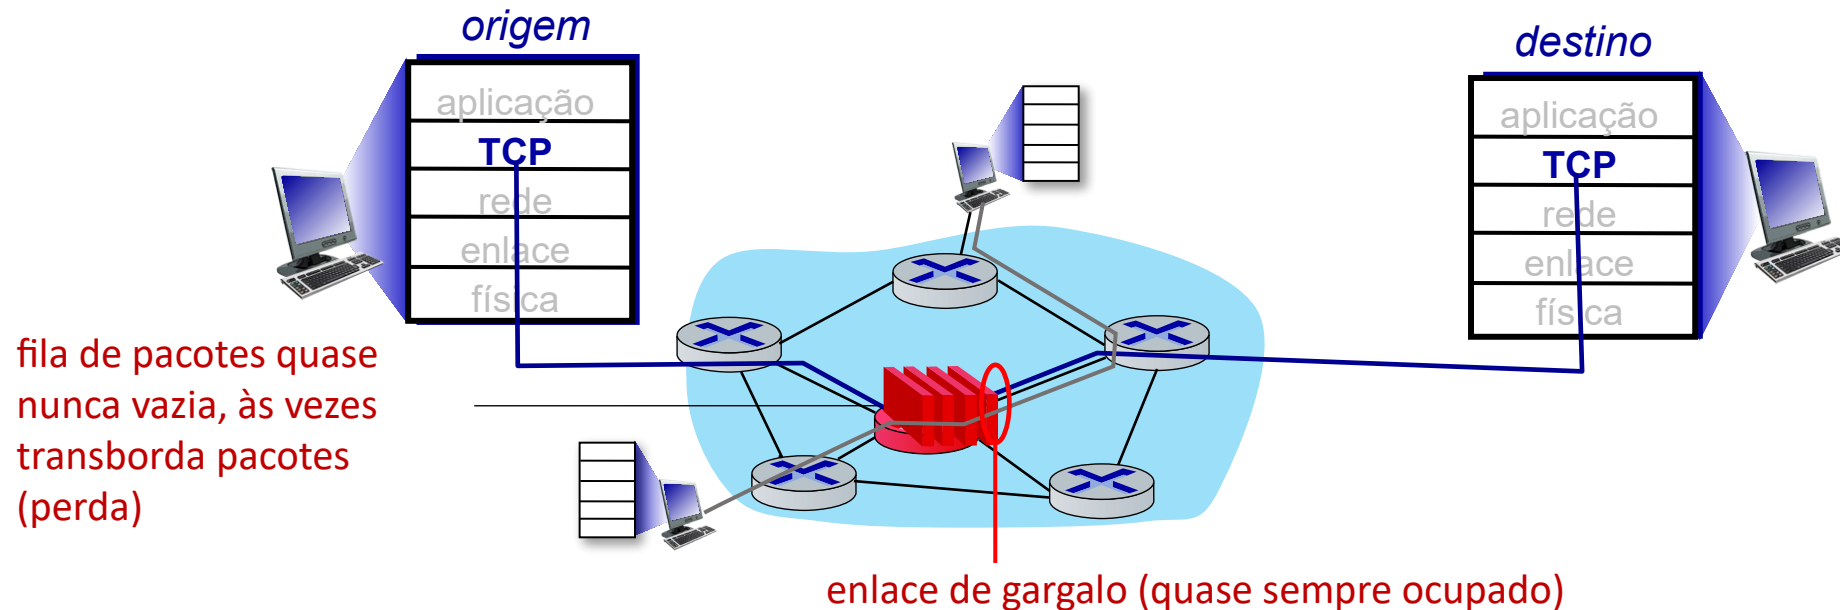 origem
aplicação
TCP
rede
enlace
física
destino
aplicação
TCP
rede
enlace
física
fila de pacotes quase
nunca vazia, às vezes
transborda pacotes
(perda)
enlace de gargalo (quase sempre ocupado)